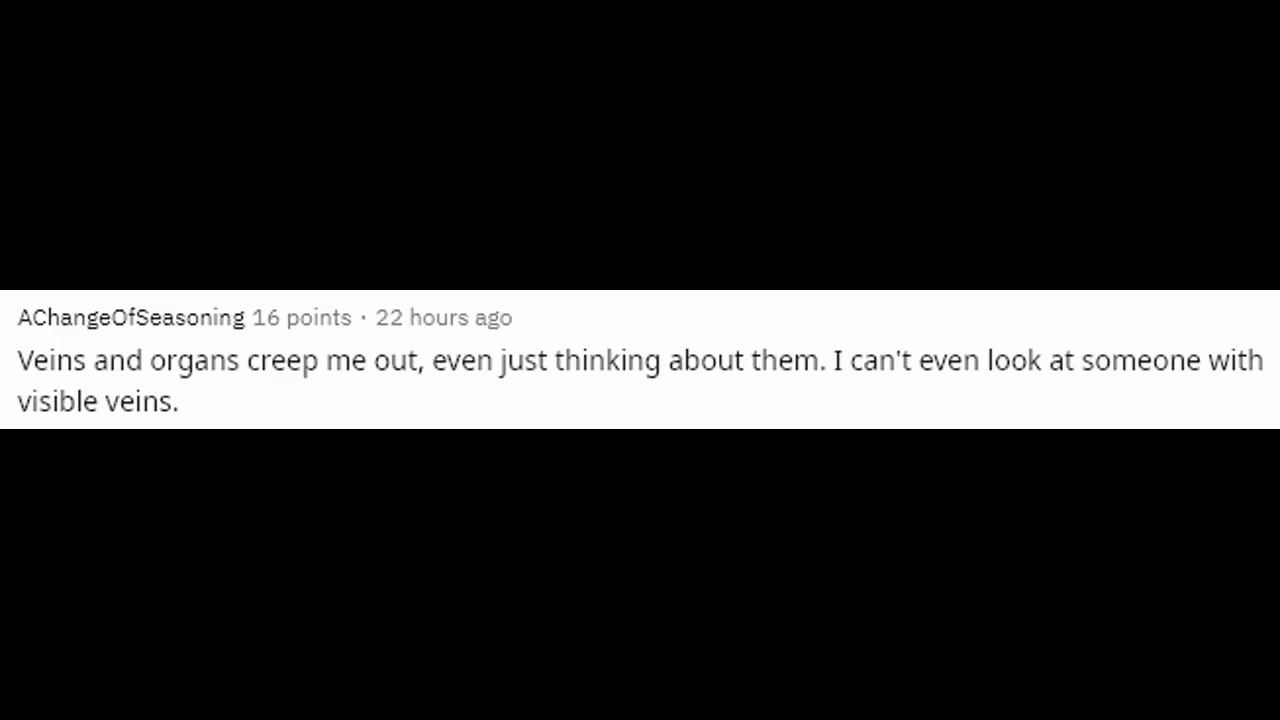 AChangeOfSeasoning 16 points · 22 hours ago
Veins and organs creep me out, even just thinking about them. I can't even look at someone with
visible veins.